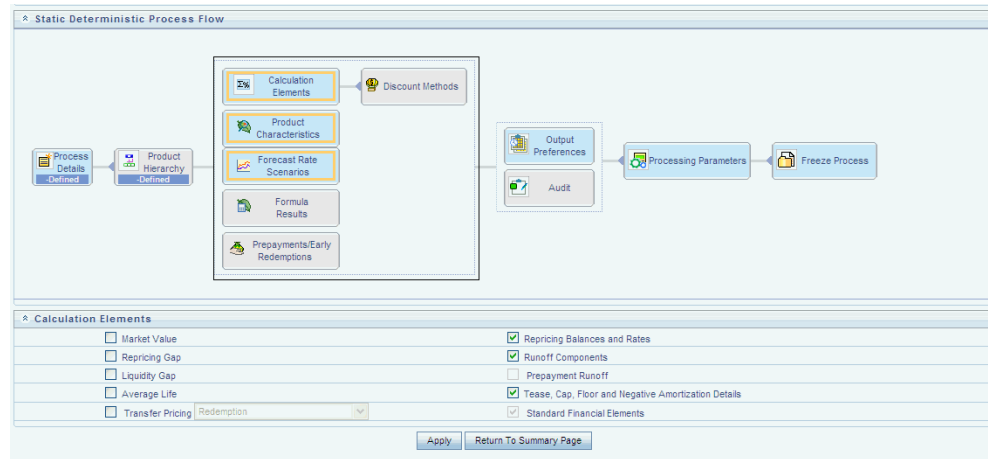 Static Deterministic Process Flow
Process
Details
-Defined
Product
Hierarchy
-Defined
Σ%
Calculation
Elements
Discount Methods
Product
Characteristics
Forecast Rate
Scenarios
Formula
Results
Prepayments/Early
Redemptions
Output
Preferences
Audit
Processing Parameters
Freeze Process
Calculation Elements
Market Value
Repricing Balances and Rates
Repricing Gap
Runoff Components
Liquidity Gap
Prepayment Runoff
Average Life
Tease, Cap, Floor and Negative Amortization Details
Transfer Pricing Redemption
Standard Financial Elements
Apply
Return To Summary Page